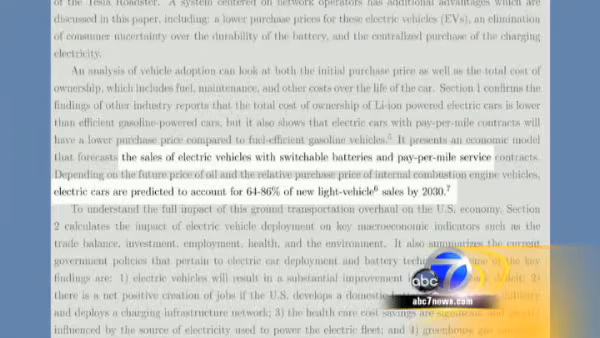 of the Tesla Roadster. A system centered on network operators has additional advantages which are
discussed in this paper, including: a lower purchase prices for these electric vehicles (EVs), an elimination
of consumer uncertainty over the durability of the battery, and the centralized purchase of the charging
electricity.
An analysis of vehicle adoption can look at both the initial purchase price as well as the total cost of
ownership, which includes fuel, maintenance, and other costs over the life of the car. Section 1 confirms the
findings of other industry reports that the total cost of ownership of Li-ion powered electric cars is lower
than efficient gasoline-powered cars, but it also shows that electric cars with pay-per-mile contracts will
have a lower purchase price compared to fuel-efficient gasoline vehicles.5 It presents an economic model
that forecasts the sales of electric vehicles with switchable batteries and pay-per-mile service contracts.
Depending on the future price of oil and the relative purchase price of internal combustion engine vehicles,
electric cars are predicted to account for 64-86% of new light-vehicle6 sales by 2030.7
To understand the full impact of this ground transportation overhaul on the U.S. economy, Section
2 calculates the impact of electric vehicle deployment on key macroeconomic indicators such as the
trade balance, investment, employment, health, and the environment. It also summarizes the current
government policies that pertain to electric car deployment and battery of the key
findings are: 1) electric vehicles will result in a substantial improvement deficit; 2)
there is a net positive creation of jobs if the U.S. develops a domestic
and deploys a charging infrastructure network; 3) the health care cost savings are
influenced by the source of electricity used to power the electric fleet; and 4) greenhouse gas
abc 7
abc7news.com